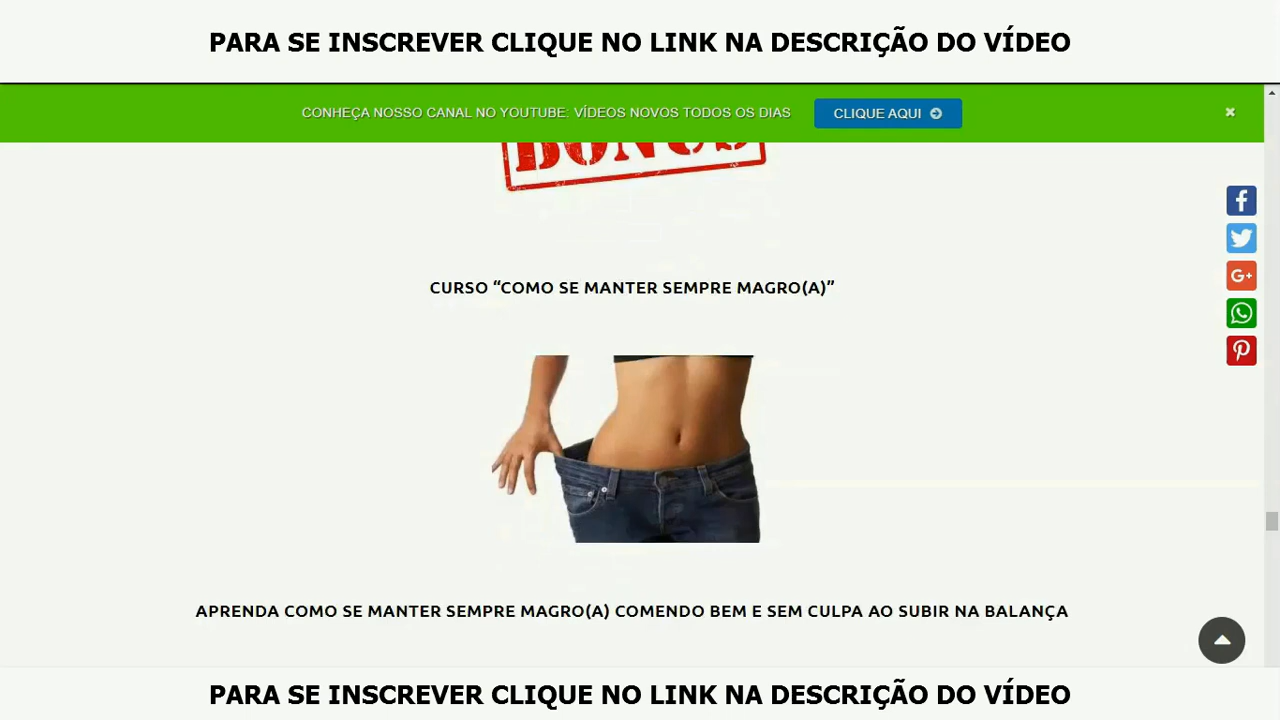 PARA SE INSCREVER CLIQUE NO LINK NA DESCRIÇÃO DO VÍDEO
CONHEÇA NOSSO CANAL NO YOUTUBE: VÍDEOS NOVOS TODOS OS DIAS CLIQUE AQUI
BONUS
CURSO “COMO SE MANTER SEMPRE MAGRO(A)”
APRENDA COMO SE MANTER SEMPRE MAGRO(A) COMENDO BEM E SEM CULPA AO SUBIR NA BALANÇA
PARA SE INSCREVER CLIQUE NO LINK NA DESCRIÇÃO DO VÍDEO